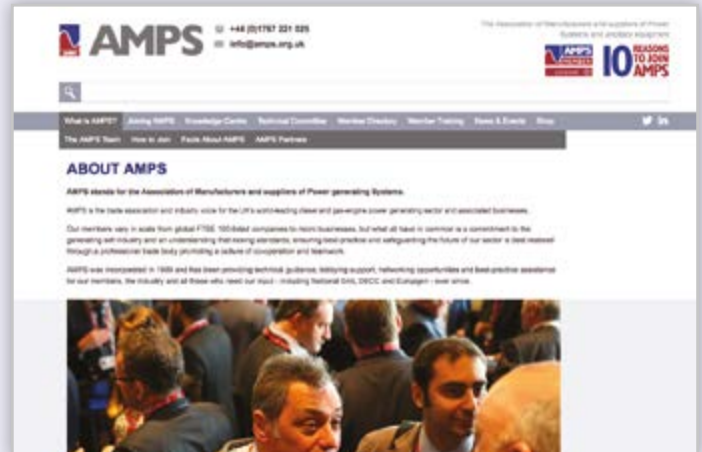 AMPS
+44 (0)1767 221 025
info@amps.org.uk
The Association of Manufacturers and suppliers of Power
Systems and ancillary equipment
AMPS
MEMBER
10 REASONS
TO JOIN
AMPS
What is AMPS? Joining AMPS Knowledge Centre Technical Committee Member Directory Member Training News & Events Shop
The AMPS Team How to Join Facts About AMPS AMPS Partners
ABOUT AMPS
AMPS stands for the Association of Manufacturers and suppliers of Power generating Systems.
AMPS is the trade association and industry voice for the UK's world-leading diesel and gas-engine power generating sector and associated businesses.
Our members vary in scale from global FTSE 100-listed companies to micro businesses, but what all have in common is a commitment to the
generating set industry and an understanding that raising standards, ensuring best-practice and safeguarding the future of our sector is best realised
through a professional trade body promoting a culture of cooperation and teamwork.
AMPS was incorporated in and has been providing technical guidance, lobbying support, networking opportunities and best-practice assistance
for our members, the industry and all those who need our input - including National Grid, DECC and Europgen - ever since.